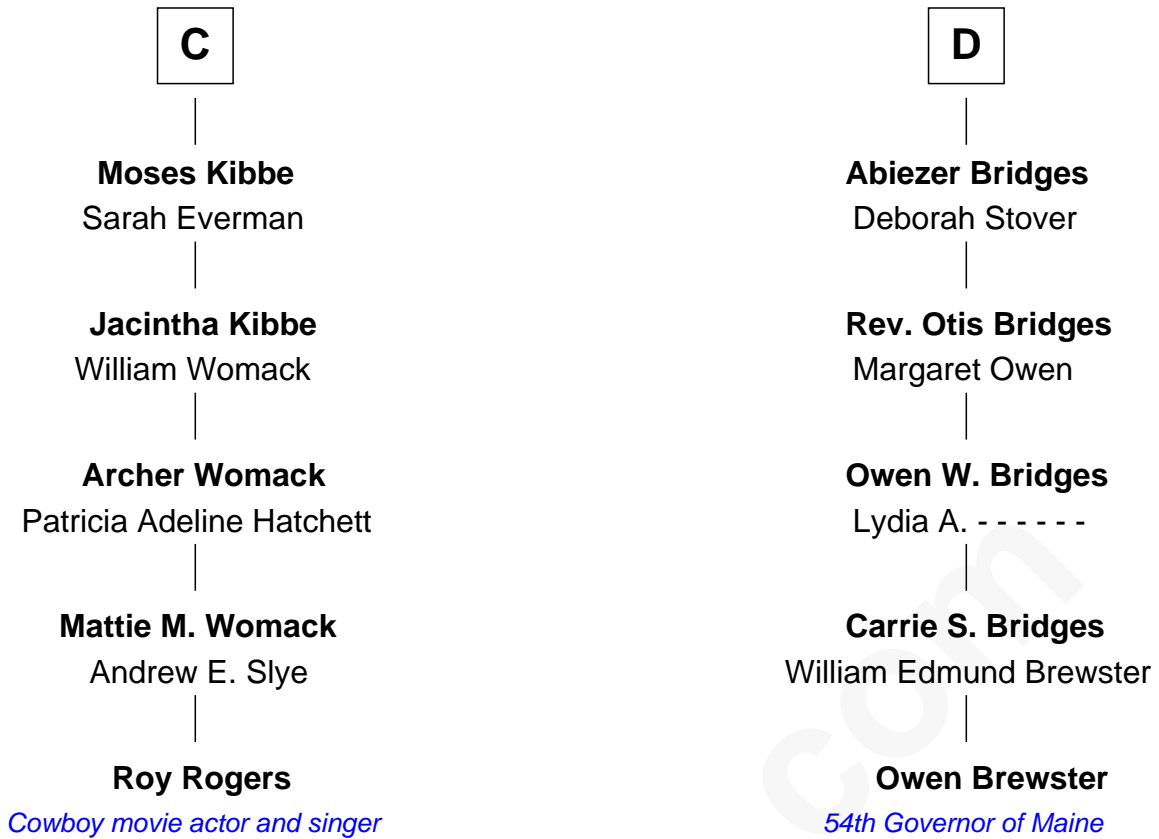 C
Moses Kibbe
Sarah Everman
Jacintha Kibbe
William Womack
Archer Womack
Patricia Adeline Hatchett
Mattie M. Womack
Andrew E. Slye
Roy Rogers
Cowboy movie actor and singer
D
Abiezer Bridges
Deborah Stover
Rev. Otis Bridges
Margaret Owen
Owen W. Bridges
Lydia A. - - - - - -
Carrie S. Bridges
William Edmund Brewster
Owen Brewster
54th Governor of Maine
com